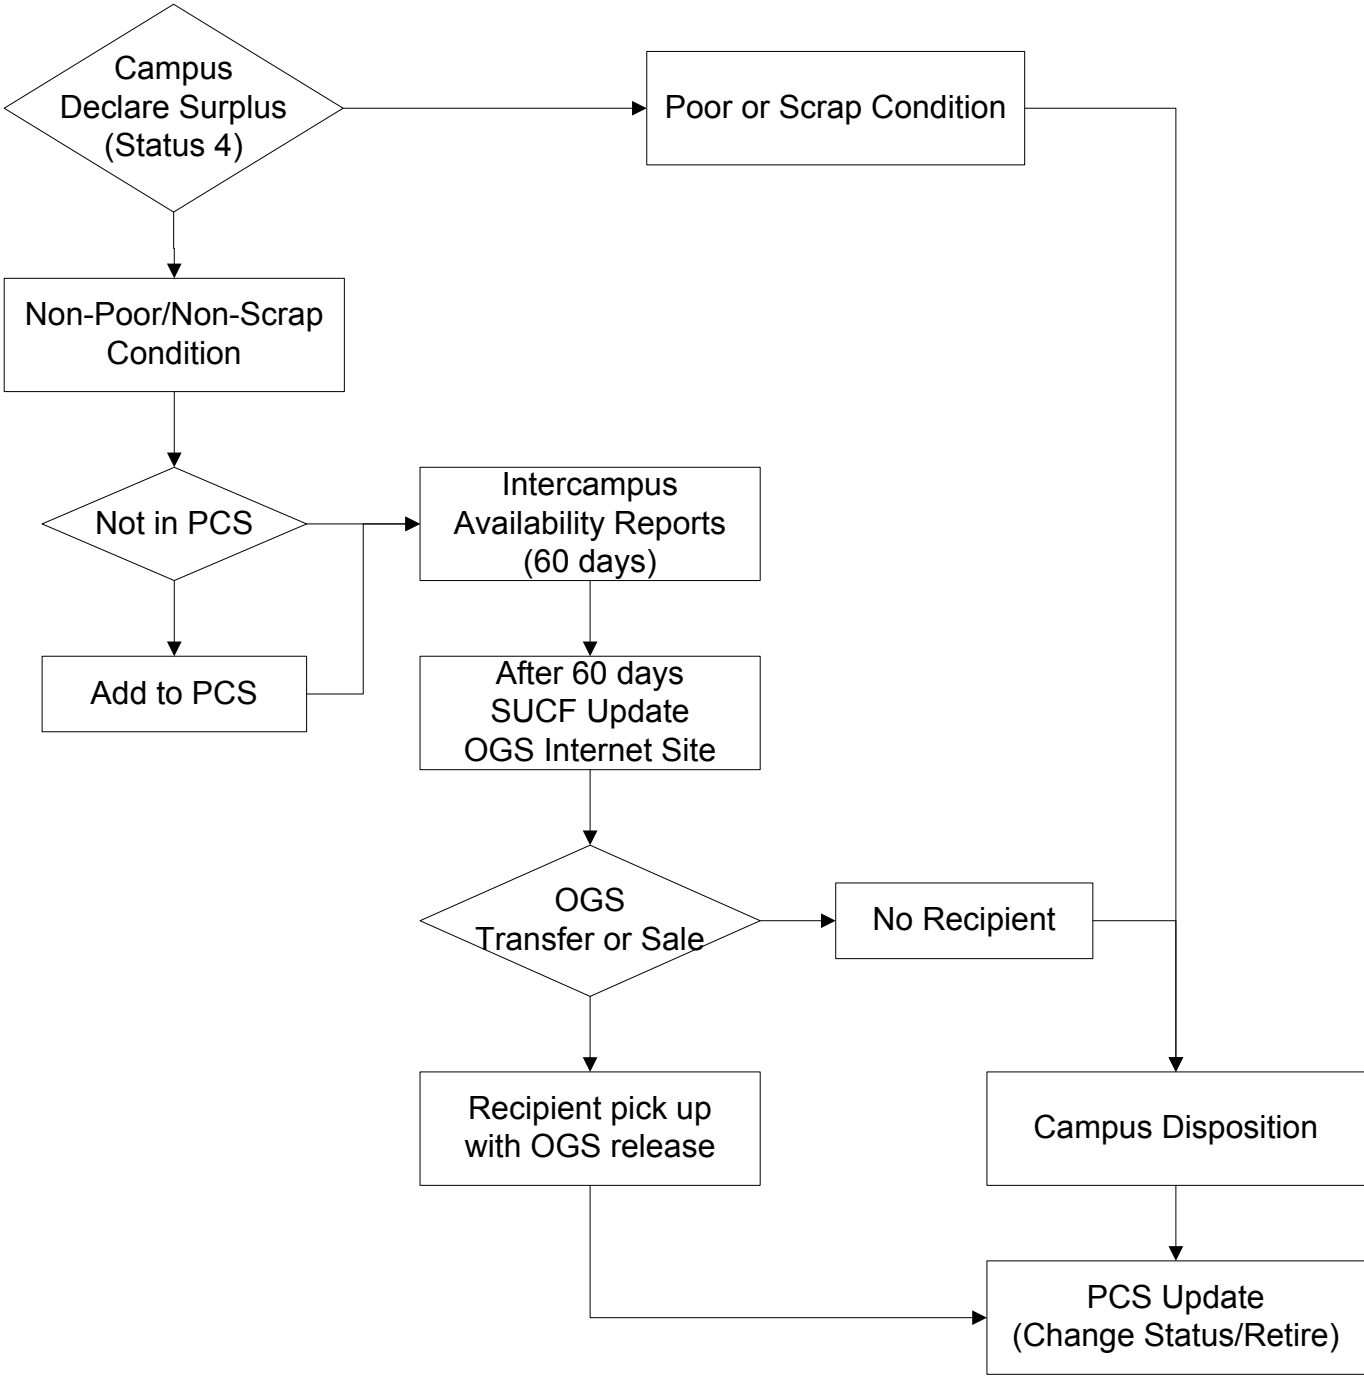 Campus
Declare Surplus
(Status 4)
Poor or Scrap Condition
Non-Poor/Non-Scrap
Condition
Not in PCS
Intercampus
Availability Reports
(60 days)
Add to PCS
After 60 days
SUCF Update
OGS Internet Site
OGS
Transfer or Sale
No Recipient
Recipient pick up
with OGS release
Campus Disposition
PCS Update
(Change Status/Retire)